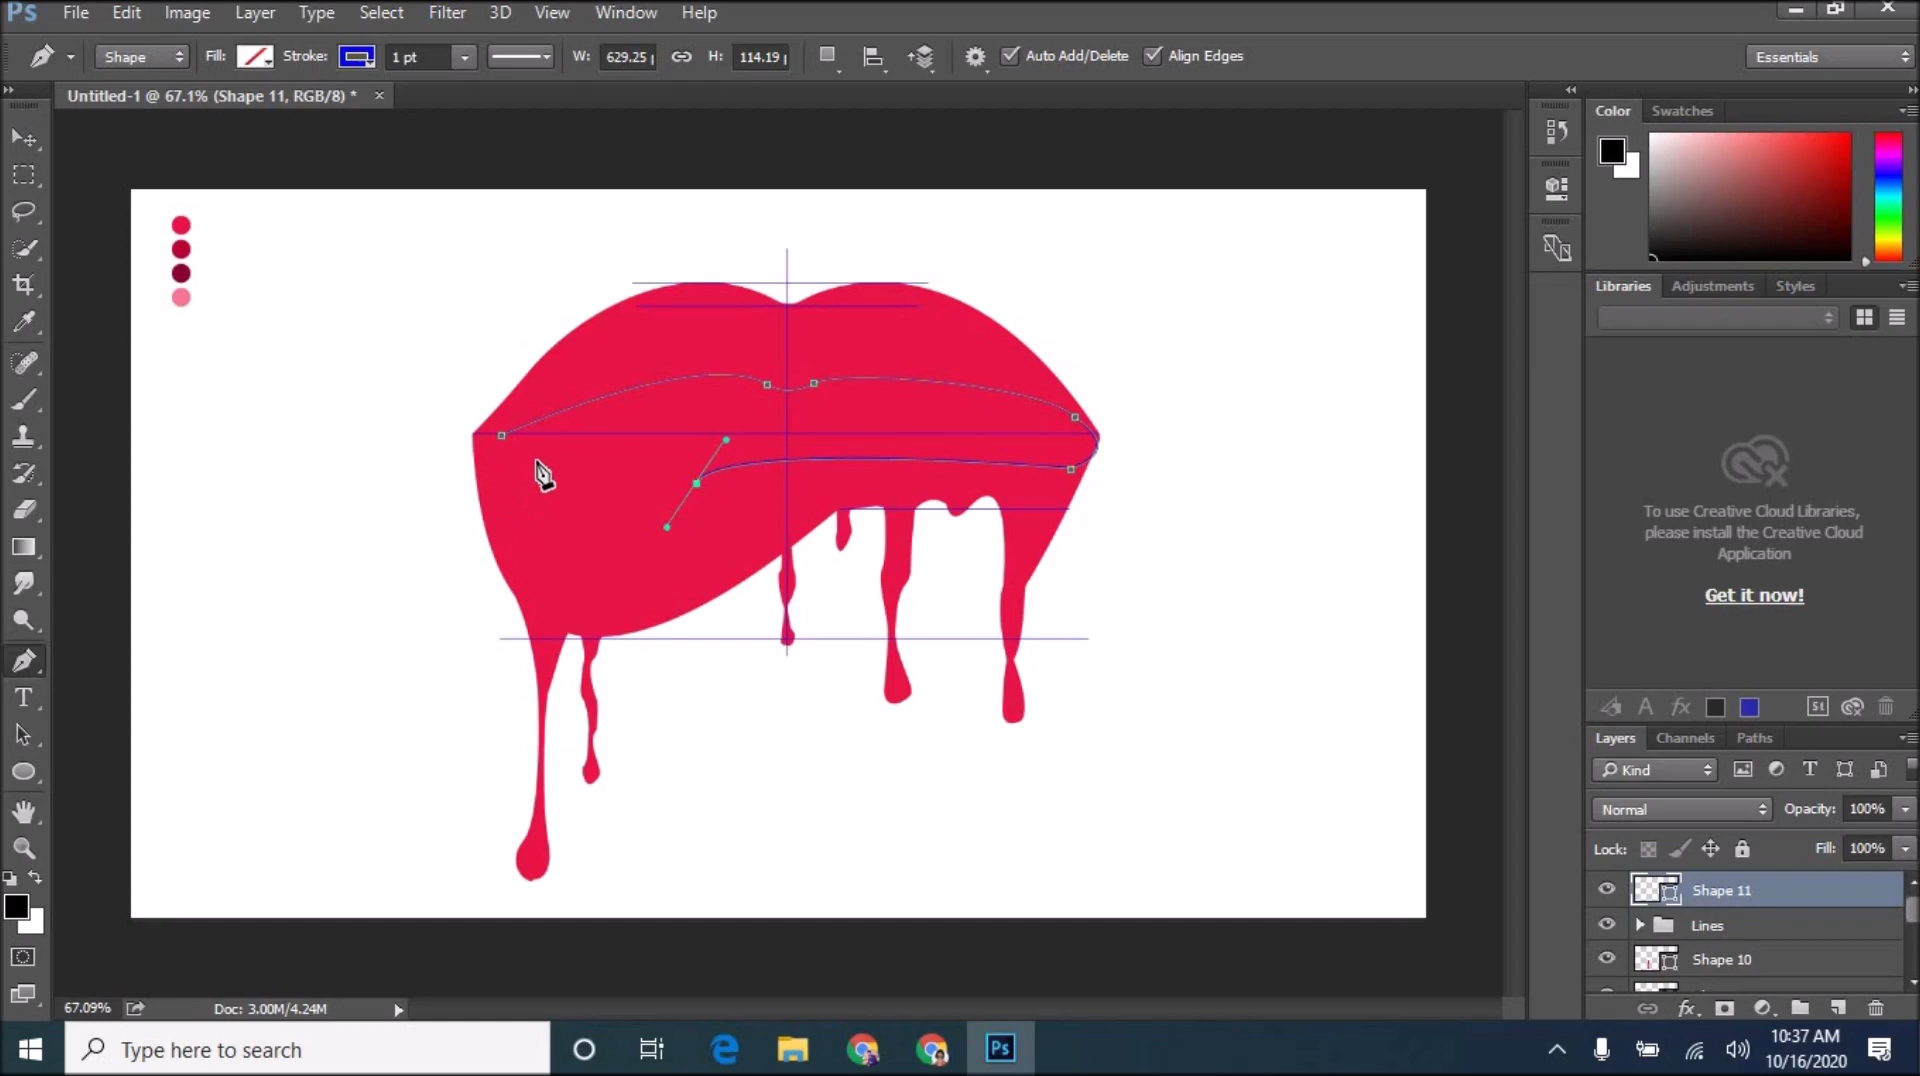 Ps File Edit Image Layer Type Select Filter 3D View Window Help
Shape Fill: Stroke: 1 pt W: 629.25 H: 114.19 Auto Add/Delete Align Edges Essentials
Untitled-1 @ 67.1% (Shape 11, RGB/8) * ×
Color Swatches
Libraries Adjustments Styles
To use Creative Cloud Libraries,
please install the Creative Cloud
Application
Get it now!
St
Layers Channels Paths
Kind
Normal Opacity: 100%
Lock: Fill: 100%
Shape 11
Lines
Shape 10
67.09% Doc: 3.00M/4.24M
Type here to search
Ps
10:37 AM
10/16/2020